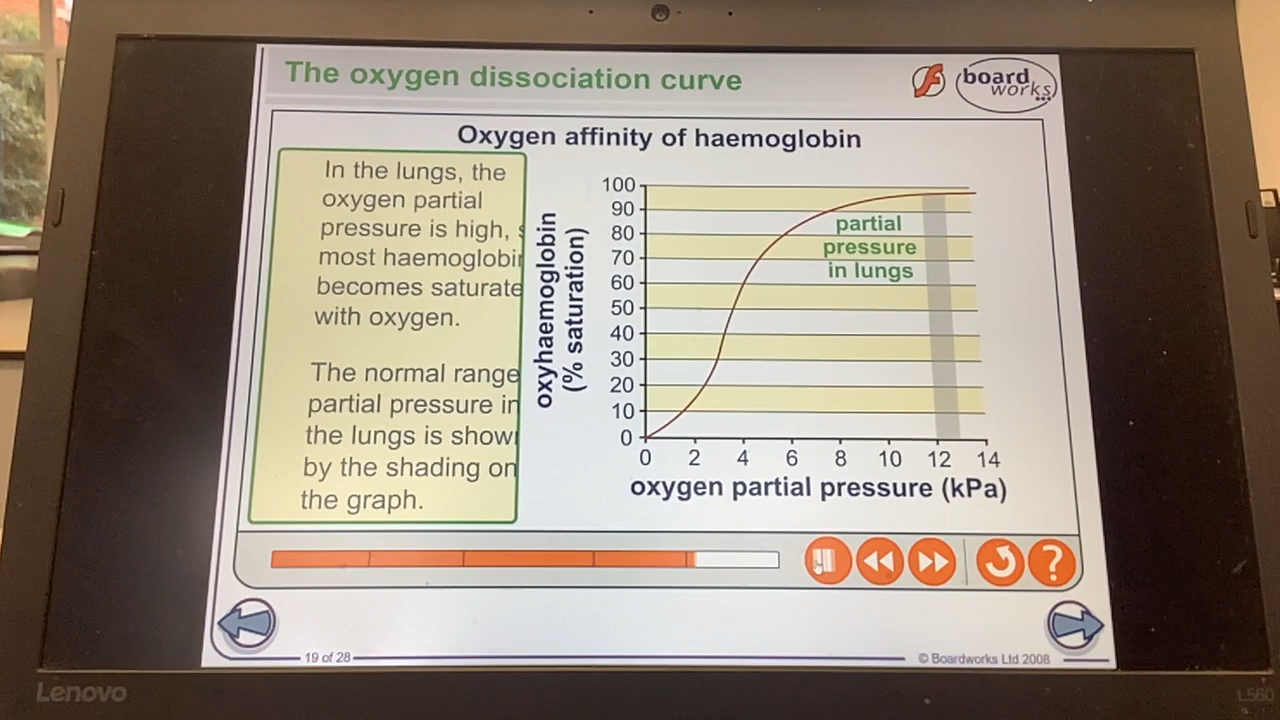 The oxygen dissociation curve
board
works
Oxygen affinity of haemoglobin
In the lungs, the
oxygen partial
pressure is high, s
most haemoglobin
becomes saturate
with oxygen.
The normal range
partial pressure in
the lungs is show
by the shading on
the graph.
oxyhaemoglobin
(% saturation)
100
90
80
70
60
50
40
30
20
10
0
partial
pressure
in lungs
0 2 4 6 8 10 12 14
oxygen partial pressure (kPa)
?
19 of 28
© Boardworks Ltd 2008
Lenovo
L560